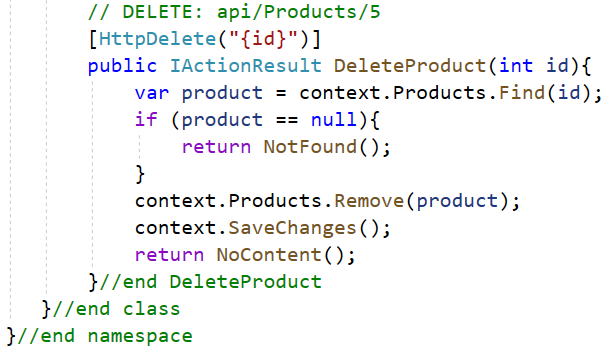 // DELETE: api/Products/5
[HttpDelete("{id}")]
public IActionResult DeleteProduct(int id){
var product = context.Products.Find(id);
if (product == null){
return NotFound();
}
context.Products.Remove(product);
context.SaveChanges();
return NoContent();
}//end DeleteProduct
}//end class
}//end namespace